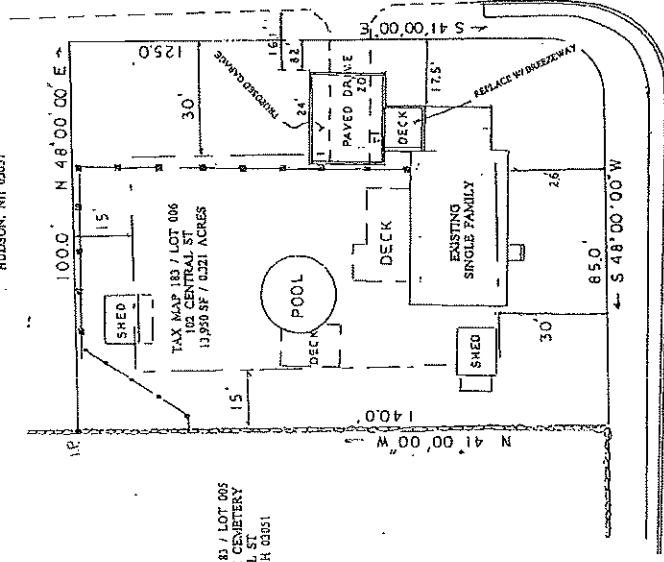 HUDSON, NH 03051
N 48°00'00" E
100.0'
I.P.
15'
SHED
TAX MAP 183 / LOT 006
102 CENTRAL ST
13,950 SF / 0.321 ACRES
125.0'
30'
16.1'
S 41°00'00" E
PROPOSED GARAGE
24'
PAVED DRIVE
20'
DECK
17.5'
REPLACE W/ BREEZEWAY
DECK
POOL
DECK
EXISTING
SINGLE FAMILY
26'
15'
SHED
30'
140.0'
N 41°00'00" W
85.0'
S 48°00'00" W
83 / LOT 005
CEMETERY
L ST
H 03051